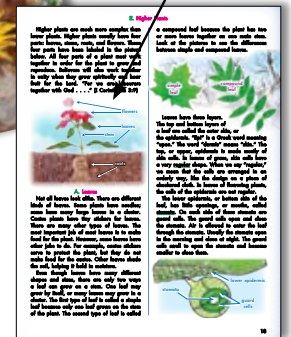 E. Higher Plants
Higher plants are much more complex than
lower plants. Higher plants usually have four
parts: leaves, stems, roots, and flowers. These
four parts have been labeled in the picture
below. All four parts of a plant must work
together in order for the plant to grow and
reproduce. Believers will also work together
in unity when they grow spiritually and bear
fruit for the Lord. "For we are labourers
together with God . . . ." (I Corinthians 3:9)
flowers
leaves
stem
roots
A. Leaves
Not all leaves look alike. There are different
kinds of leaves. Some plants have needles;
some have many large leaves in a cluster.
Cactus plants have tiny stickers for leaves.
There are many other types of leaves. The
most important job of most leaves is to make
food for the plant. However, some leaves have
other jobs to do. For example, cactus stickers
serve to protect the plant, but they do not
make food for the cactus. Other leaves shade
the soil, helping it hold in moisture.
Even though leaves have many different
shapes and sizes, there are only two ways
a leaf can grow on a stem. One leaf may
grow by itself, or many leaves may grow in a
cluster. The first type of leaf is called a simple
leaf because only one leaf grows on the stem
of the plant. The second type of leaf is called
a compound leaf because the plant has two
or more leaves together on one main stem.
Look at the pictures to see the differences
between simple and compound leaves.
simple
leaf
compound
leaf
Leaves have three layers.
The top and bottom layers of
a leaf are called the outer skin, or
the epidermis. "Epi" is a Greek word meaning
"upon." The word "dermis" means "skin." The
top, or upper, epidermis is made mostly of
skin cells. In leaves of grass, skin cells have
a very regular shape. When we say "regular,"
we mean that the cells are arranged in an
orderly way, like the design on a piece of
checkered cloth. In leaves of flowering plants,
the cells of the epidermis are not regular.
The lower epidermis, or bottom side of the
leaf, has little openings, or mouths, called
stomata. On each side of these stomata are
guard cells. The guard cells open and close
the stomata. Air is allowed to enter the leaf
through the stomata. Usually the stomata open
in the morning and close at night. The guard
cells swell to open the stomata and become
smaller to close them.
lower epidermis
stomata
guard
cells